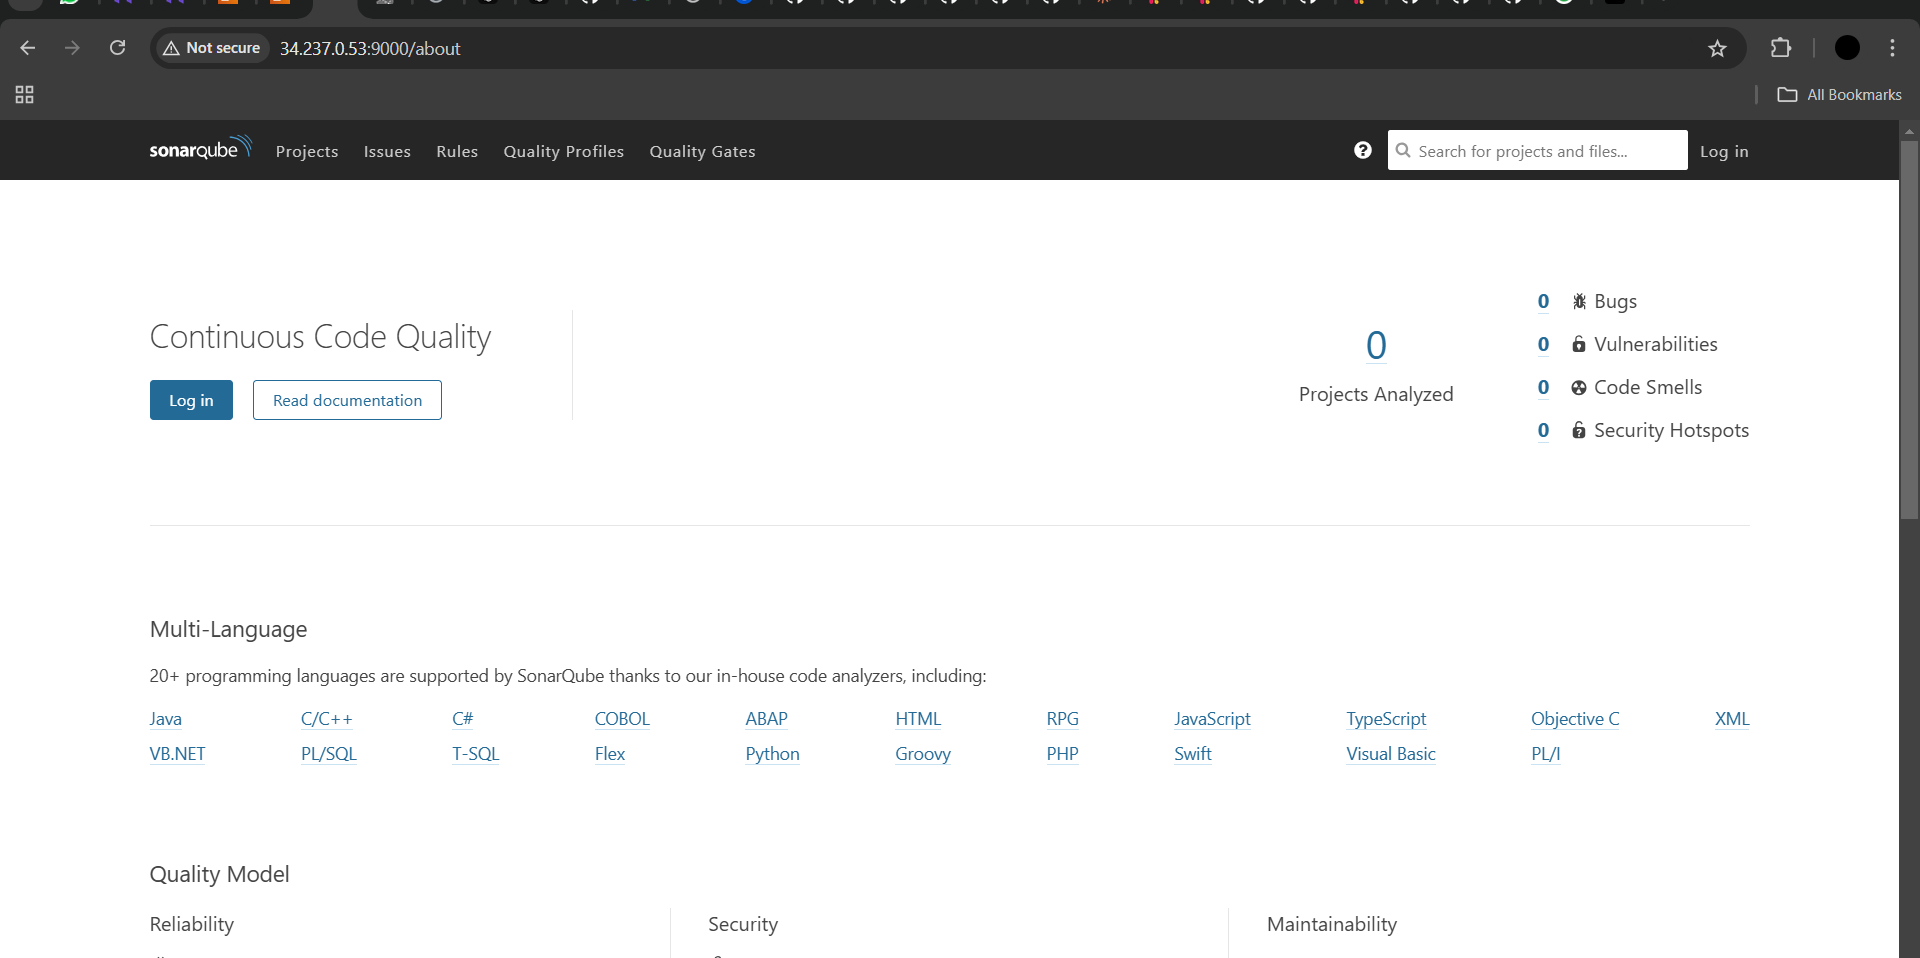 Not secure 34.237.0.53:9000/about
All Bookmarks
sonarqube Projects Issues Rules Quality Profiles Quality Gates Search for projects and files... Log in
Continuous Code Quality
Log in Read documentation
0
Projects Analyzed
0 Bugs
0 Vulnerabilities
0 Code Smells
0 Security Hotspots
Multi-Language
20+ programming languages are supported by SonarQube thanks to our in-house code analyzers, including:
Java C/C++ C# COBOL ABAP HTML RPG JavaScript TypeScript Objective C XML
VB.NET PL/SQL T-SQL Flex Python Groovy PHP Swift Visual Basic PL/I
Quality Model
Reliability Security Maintainability